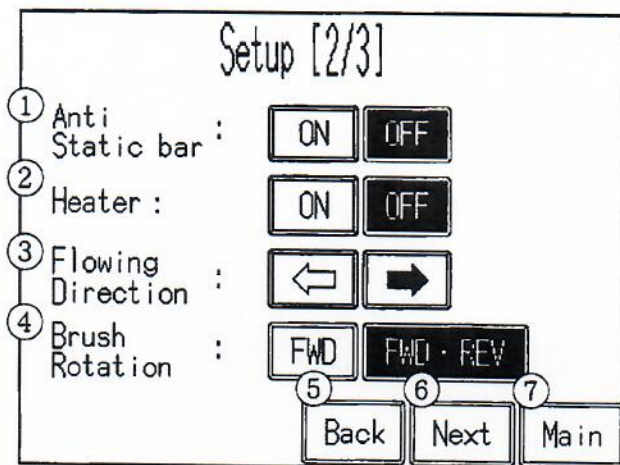 Setup [2/3]
① Anti
Static bar : ON OFF
② Heater : ON OFF
③ Flowing
Direction :
④ Brush
Rotation : FWD FWD・REV
⑤ ⑥ ⑦
Back Next Main